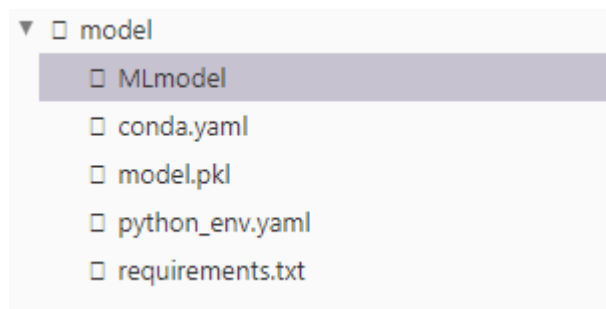 model
MLmodel
conda.yaml
model.pkl
python_env.yaml
requirements.txt